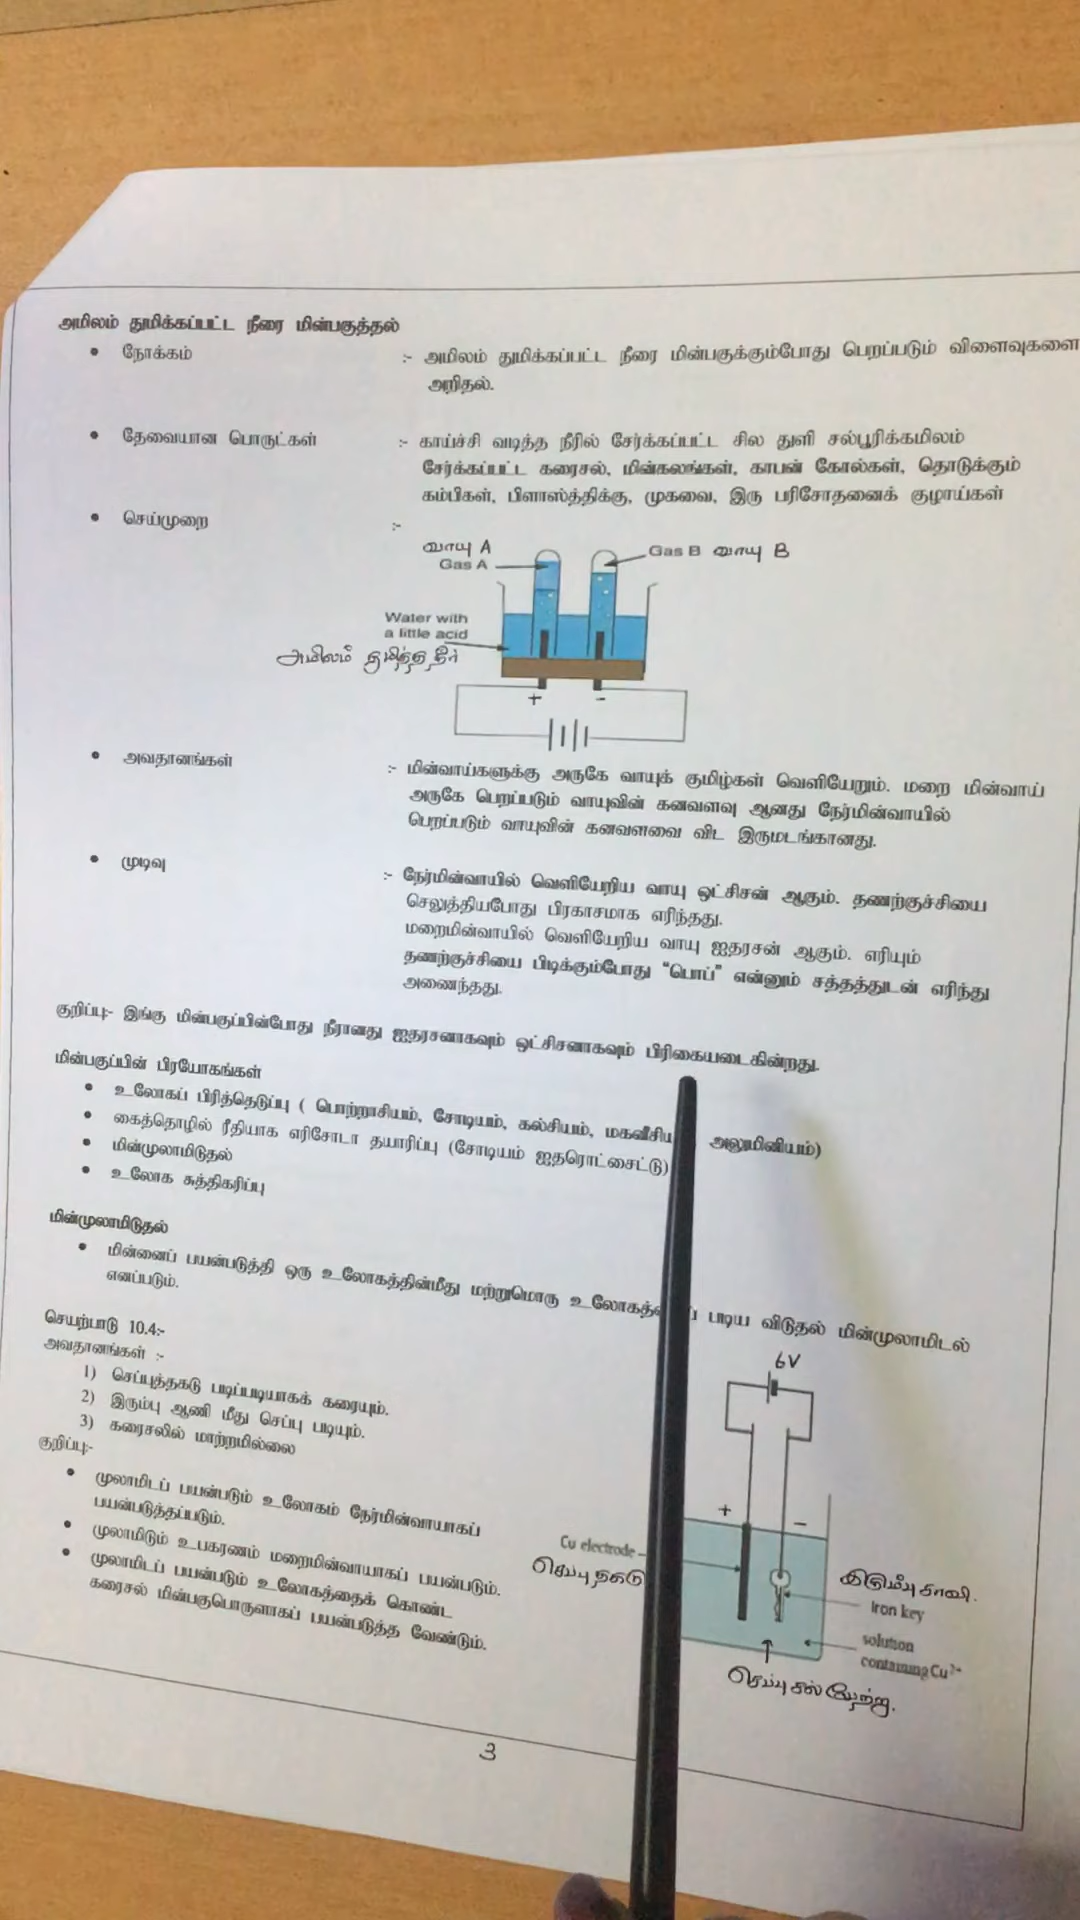 அமிலம் துமிக்கப்பட்ட நீரை மின்பகுத்தல்
• நோக்கம் :- அமிலம் துமிக்கப்பட்ட நீரை மின்பகுக்கும்போது பெறப்படும் விளைவுகளை
அறிதல்.
• தேவையான பொருட்கள் :- காய்ச்சி வடித்த நீரில் சேர்க்கப்பட்ட சில துளி சல்பூரிக்கமிலம்
சேர்க்கப்பட்ட கரைசல், மின்கலங்கள், காபன் கோல்கள், தொடுக்கும்
கம்பிகள், பிளாஸ்த்திக்கு, முகவை, இரு பரிசோதனைக் குழாய்கள்
• செய்முறை :-
வாயு A
Gas A
Gas B வாயு B
Water with
a little acid
அமிலம் துமித்த நீர்
+ -
• அவதானங்கள் :- மின்வாய்களுக்கு அருகே வாயுக் குமிழ்கள் வெளியேறும். மறை மின்வாய்
அருகே பெறப்படும் வாயுவின் கனவளவு ஆனது நேர்மின்வாயில்
பெறப்படும் வாயுவின் கனவளவை விட இருமடங்கானது.
• முடிவு :- நேர்மின்வாயில் வெளியேறிய வாயு ஒட்சிசன் ஆகும். தணற்குச்சியை
செலுத்தியபோது பிரகாசமாக எரிந்தது.
மறைமின்வாயில் வெளியேறிய வாயு ஐதரசன் ஆகும். எரியும்
தணற்குச்சியை பிடிக்கும்போது "பொப்" என்னும் சத்தத்துடன் எரிந்து
அணைந்தது.
குறிப்பு:- இங்கு மின்பகுப்பின்போது நீரானது ஐதரசனாகவும் ஒட்சிசனாகவும் பிரிகையடைகின்றது.
மின்பகுப்பின் பிரயோகங்கள்
• உலோகப் பிரித்தெடுப்பு ( பொற்றாசியம், சோடியம், கல்சியம், மகனீசிய அலுமினியம்)
• கைத்தொழில் ரீதியாக எரிசோடா தயாரிப்பு (சோடியம் ஐதரொட்சைட்டு)
• மின்முலாமிடுதல்
• உலோக சுத்திகரிப்பு
மின்முலாமிடுதல்
• மின்னைப் பயன்படுத்தி ஒரு உலோகத்தின்மீது மற்றுமொரு படிய விடுதல் மின்முலாமிடல்
எனப்படும்.
செயற்பாடு 10.4:-
அவதானங்கள் :-
1) செப்புத்தகடு படிப்படியாகக் கரையும்.
2) இரும்பு ஆணி மீது செப்பு படியும்.
3) கரைசலில் மாற்றமில்லை
குறிப்பு:-
• முலாமிடப் பயன்படும் உலோகம் நேர்மின்வாயாகப்
பயன்படுத்தப்படும்.
• முலாமிடும் உபகரணம் மறைமின்வாயாகப் பயன்படும்.
• முலாமிடப் பயன்படும் உலோகத்தைக் கொண்ட
கரைசல் மின்பகுபொருளாகப் பயன்படுத்த வேண்டும்.
6V
+ -
Cu electrode
செப்பு தகடு
இரும்பு சாவி.
Iron key
solution
containing Cu²⁺
செப்பு சல்பேற்று.
3